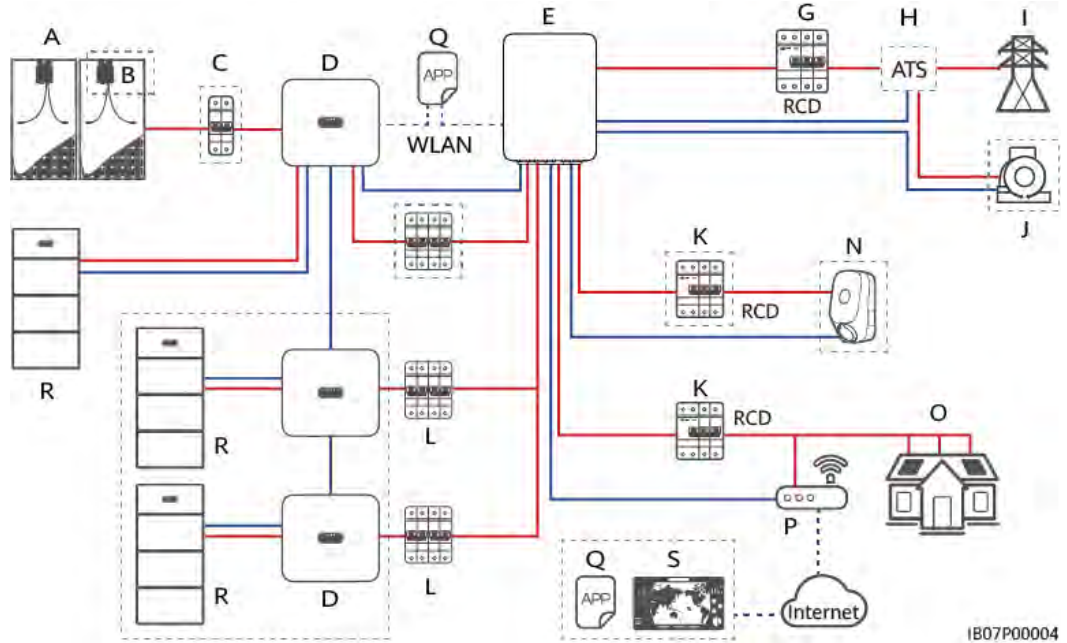 A
B
C
D
Q
APP
WLAN
E
G
RCD
H
ATS
I
J
K
RCD
N
R
R
L
K
RCD
O
P
R
D
L
Q
APP
S
Internet
IB07P00004